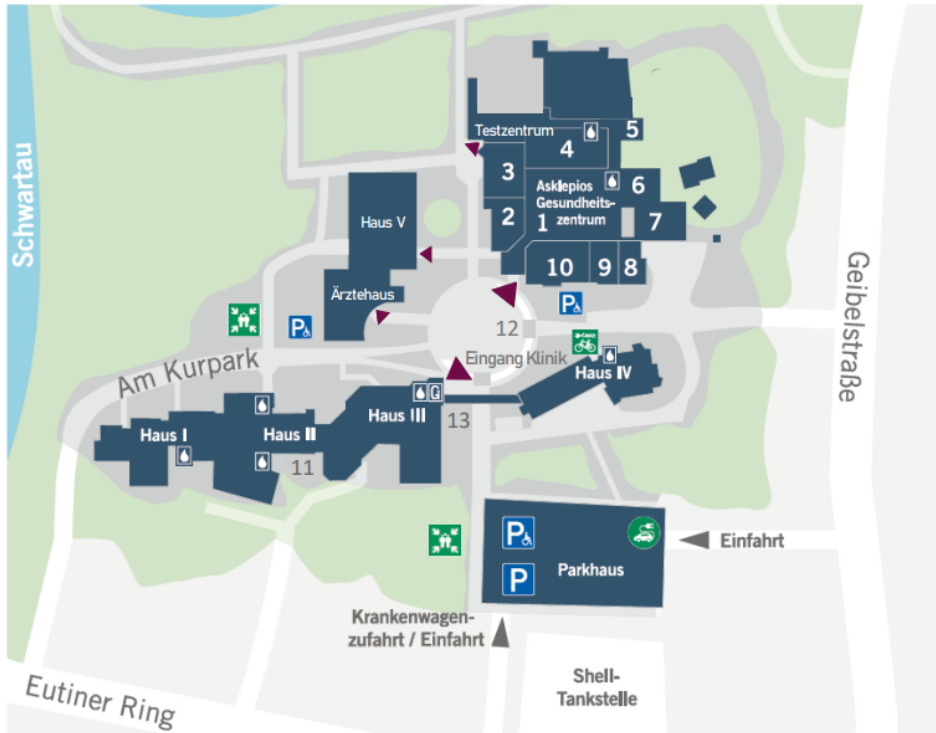 Schwartau
Testzentrum
5
4
3
6
Asklepios
Gesundheits-
zentrum
1
2
7
Haus V
10
9
8
Geibelstraße
Ärztehaus
12
Eingang Klinik
Am Kurpark
Haus IV
G
Haus III
13
Haus I
Haus II
11
P
P
P
Parkhaus
P
Einfahrt
Krankenwagen-
zufahrt / Einfahrt
Shell-
Tankstelle
Eutiner Ring